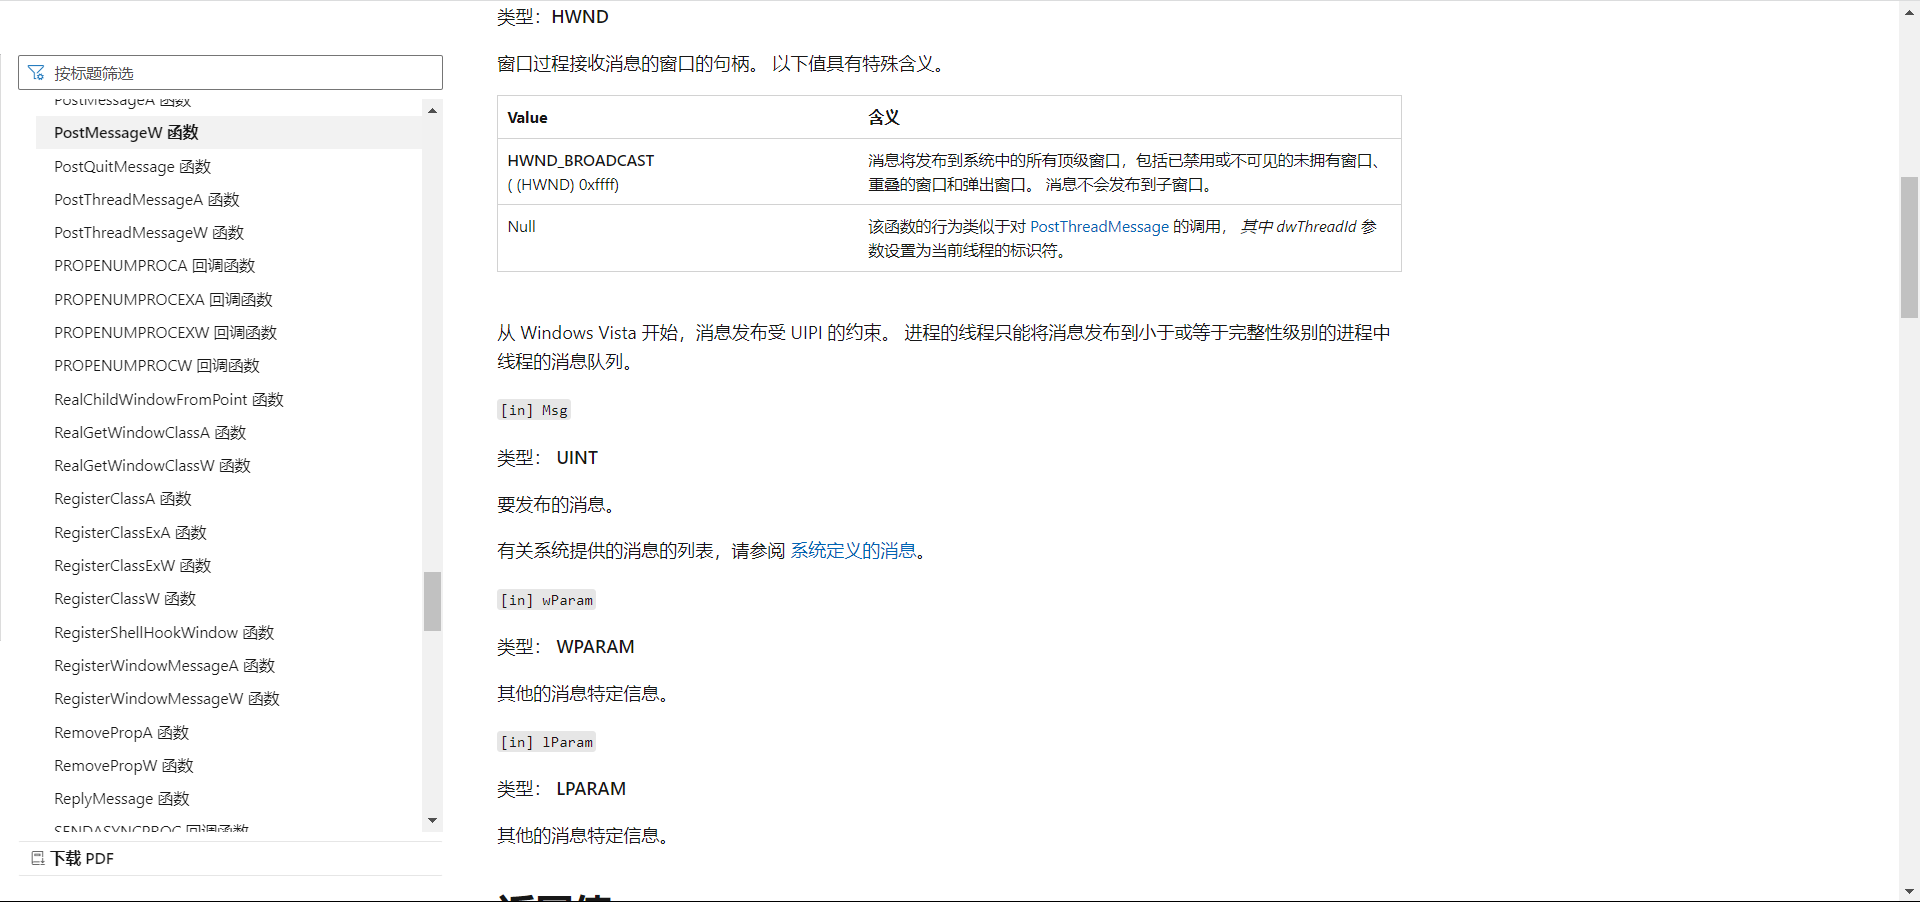 按标题筛选
PostMessageA 函数
PostMessageW 函数
PostQuitMessage 函数
PostThreadMessageA 函数
PostThreadMessageW 函数
PROPENUMPROCA 回调函数
PROPENUMPROCEXA 回调函数
PROPENUMPROCEXW 回调函数
PROPENUMPROCW 回调函数
RealChildWindowFromPoint 函数
RealGetWindowClassA 函数
RealGetWindowClassW 函数
RegisterClassA 函数
RegisterClassExA 函数
RegisterClassExW 函数
RegisterClassW 函数
RegisterShellHookWindow 函数
RegisterWindowMessageA 函数
RegisterWindowMessageW 函数
RemovePropA 函数
RemovePropW 函数
ReplyMessage 函数
SENDASYNCPROC 回调函数
下载 PDF
类型：HWND
窗口过程接收消息的窗口的句柄。 以下值具有特殊含义。
Value 含义
HWND_BROADCAST
( (HWND) 0xffff)
消息将发布到系统中的所有顶级窗口，包括已禁用或不可见的未拥有窗口、
重叠的窗口和弹出窗口。 消息不会发布到子窗口。
Null
该函数的行为类似于对 PostThreadMessage 的调用， 其中 dwThreadId 参
数设置为当前线程的标识符。
从 Windows Vista 开始，消息发布受 UIPI 的约束。 进程的线程只能将消息发布到小于或等于完整性级别的进程中
线程的消息队列。
[in] Msg
类型： UINT
要发布的消息。
有关系统提供的消息的列表，请参阅 系统定义的消息。
[in] wParam
类型： WPARAM
其他的消息特定信息。
[in] lParam
类型： LPARAM
其他的消息特定信息。
返回值